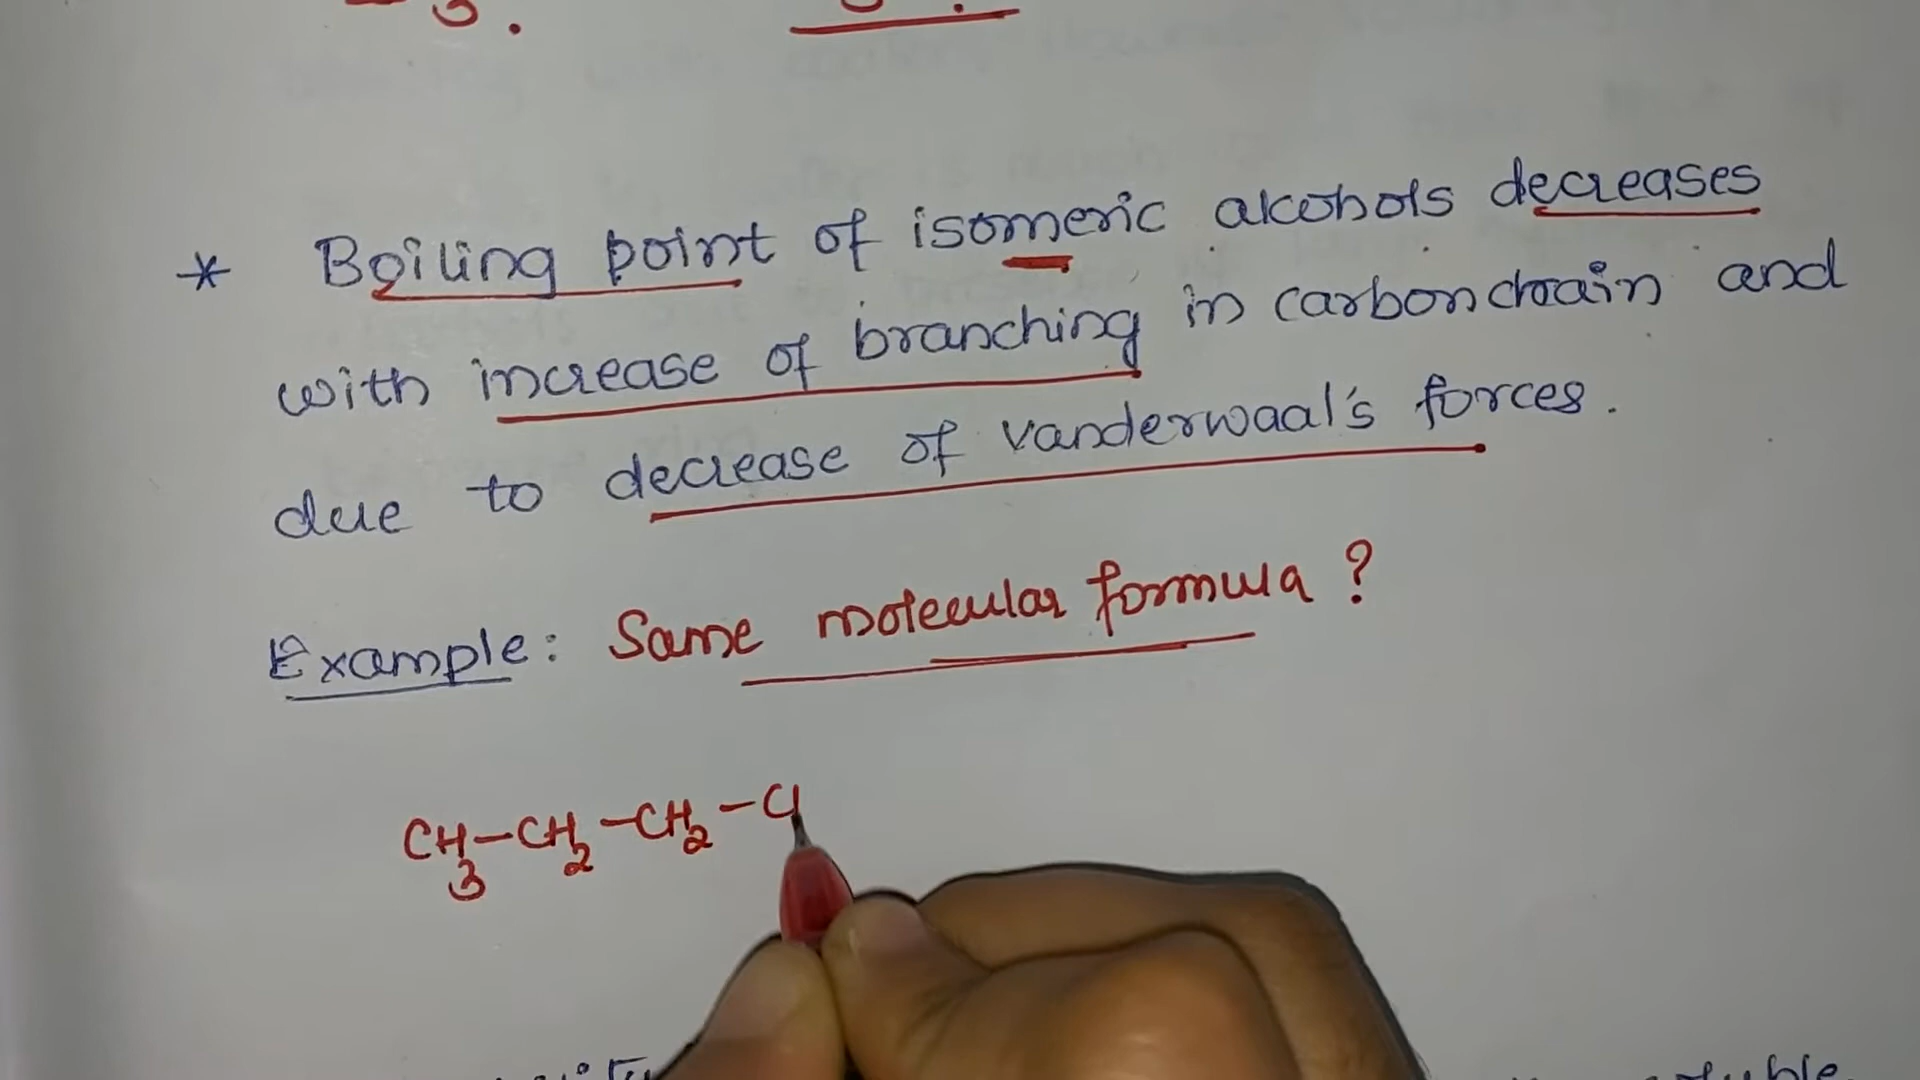 * Boiling point of isomeric alcohols decreases
with increase of branching in carbon chain and
due to decrease of vanderwaal's forces.
Example: Same molecular formula ?
CH3-CH2-CH2-C